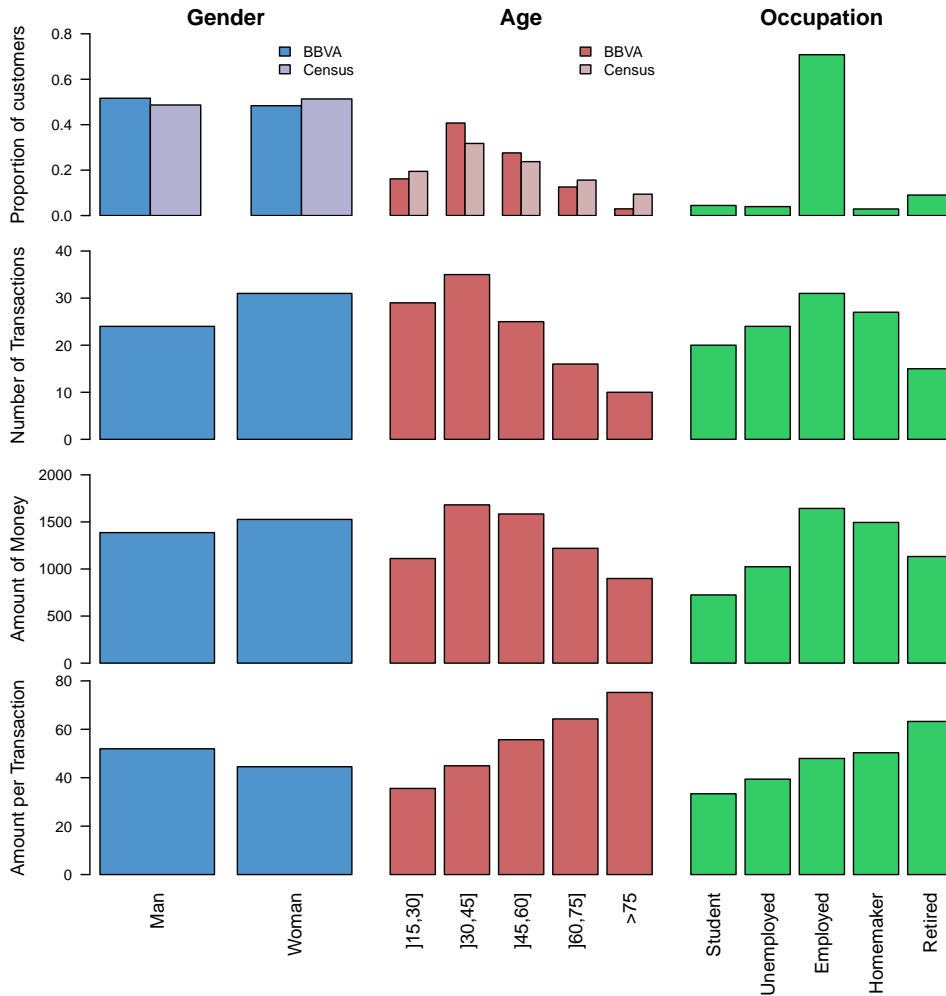 Gender
Age
Occupation
Proportion of customers
0.8
0.6
0.4
0.2
0.0
BBVA
Census
BBVA
Census
Number of Transactions
40
30
20
10
0
Amount of Money
2000
1500
1000
500
0
Amount per Transaction
80
60
40
20
0
Man
Woman
]15,30]
]30,45]
]45,60]
]60,75]
>75
Student
Unemployed
Employed
Homemaker
Retired